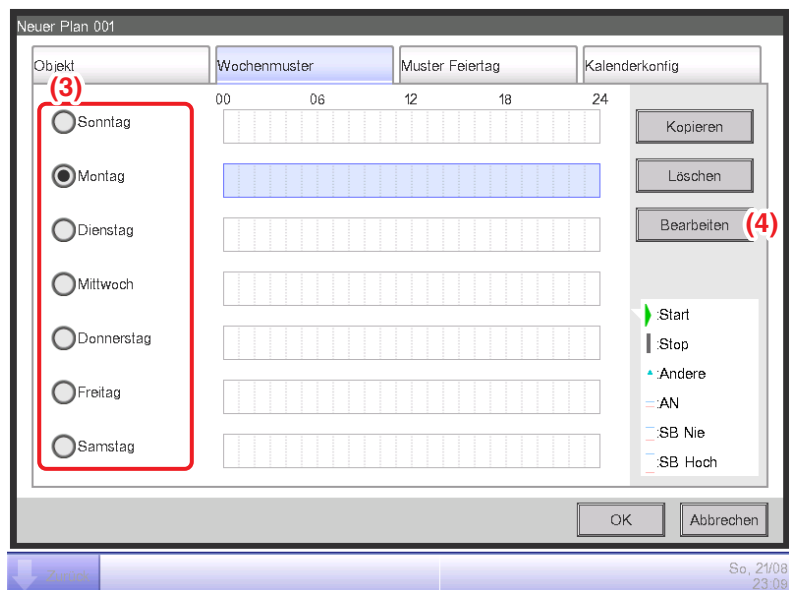 Neuer Plan 001
Objekt
Wochenmuster
Muster Feiertag
Kalenderkonfig
(3)
00 06 12 18 24
Sonntag
Montag
Dienstag
Mittwoch
Donnerstag
Freitag
Samstag
Kopieren
Löschen
Bearbeiten
(4)
:Start
:Stop
:Andere
:AN
:SB Nie
:SB Hoch
OK
Abbrechen
Zurück
So, 21/08
23:09